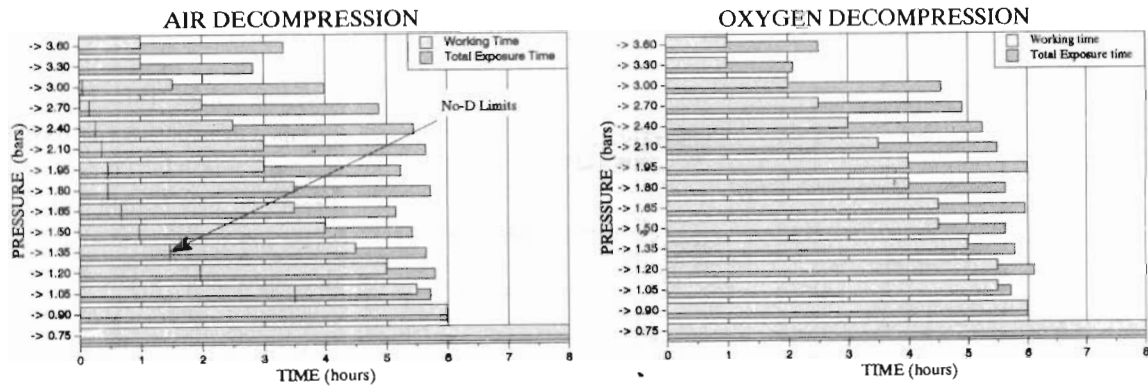 AIR DECOMPRESSION
Working Time
Total Exposure Time
No-D Limits
PRESSURE (bars)
-> 3.60
-> 3.30
-> 3.00
-> 2.70
-> 2.40
-> 2.10
-> 1.95
-> 1.80
-> 1.65
-> 1.50
-> 1.35
-> 1.20
-> 1.05
-> 0.90
-> 0.75
0 1 2 3 4 5 6 7 8
TIME (hours)
OXYGEN DECOMPRESSION
Working time
Total Exposure time
PRESSURE (bars)
-> 3.60
-> 3.30
-> 3.00
-> 2.70
-> 2.40
-> 2.10
-> 1.95
-> 1.80
-> 1.65
-> 1.50
-> 1.35
-> 1.20
-> 1.05
-> 0.90
-> 0.75
0 1 2 3 4 5 6 7 8
TIME (hours)